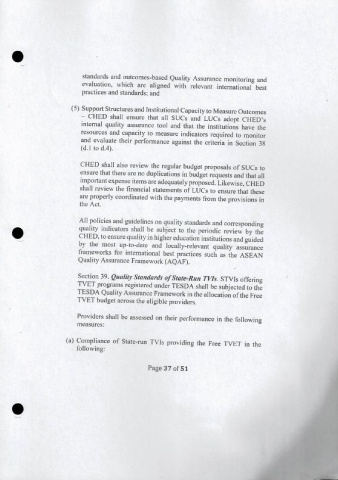 standards and outcomes-based Quality Assurance monitoring and
evaluation, which are aligned with relevant international best
practices and standards; and
(5) Support Structures and Institutional Capacity to Measure Outcomes
– CHED shall ensure that all SUCs and LUCs adopt CHED's
internal quality assurance tool and that the institutions have the
resources and capacity to measure indicators required to monitor
and evaluate their performance against the criteria in Section 38
(d.1 to d.4).
CHED shall also review the regular budget proposals of SUCs to
ensure that there are no duplications in budget requests and that all
important expense items are adequately proposed. Likewise, CHED
shall review the financial statements of LUCs to ensure that these
are properly coordinated with the payments from the provisions in
the Act.
All policies and guidelines on quality standards and corresponding
quality indicators shall be subject to the periodic review by the
CHED, to ensure quality in higher education institutions and guided
by the most up-to-date and locally-relevant quality assurance
frameworks for international best practices such as the ASEAN
Quality Assurance Framework (AQAF).
Section 39. Quality Standards of State-Run TVIs. STVIs offering
TVET programs registered under TESDA shall be subjected to the
TESDA Quality Assurance Framework in the allocation of the Free
TVET budget across the eligible providers.
Providers shall be assessed on their performance in the following
measures:
(a) Compliance of State-run TVIs providing the Free TVET in the
following:
Page 37 of 51